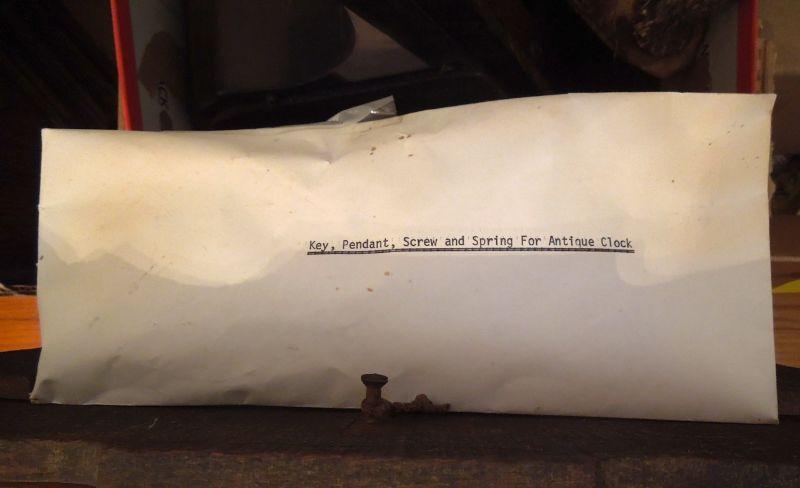 Key, Pendant, Screw and Spring For Antique Clock